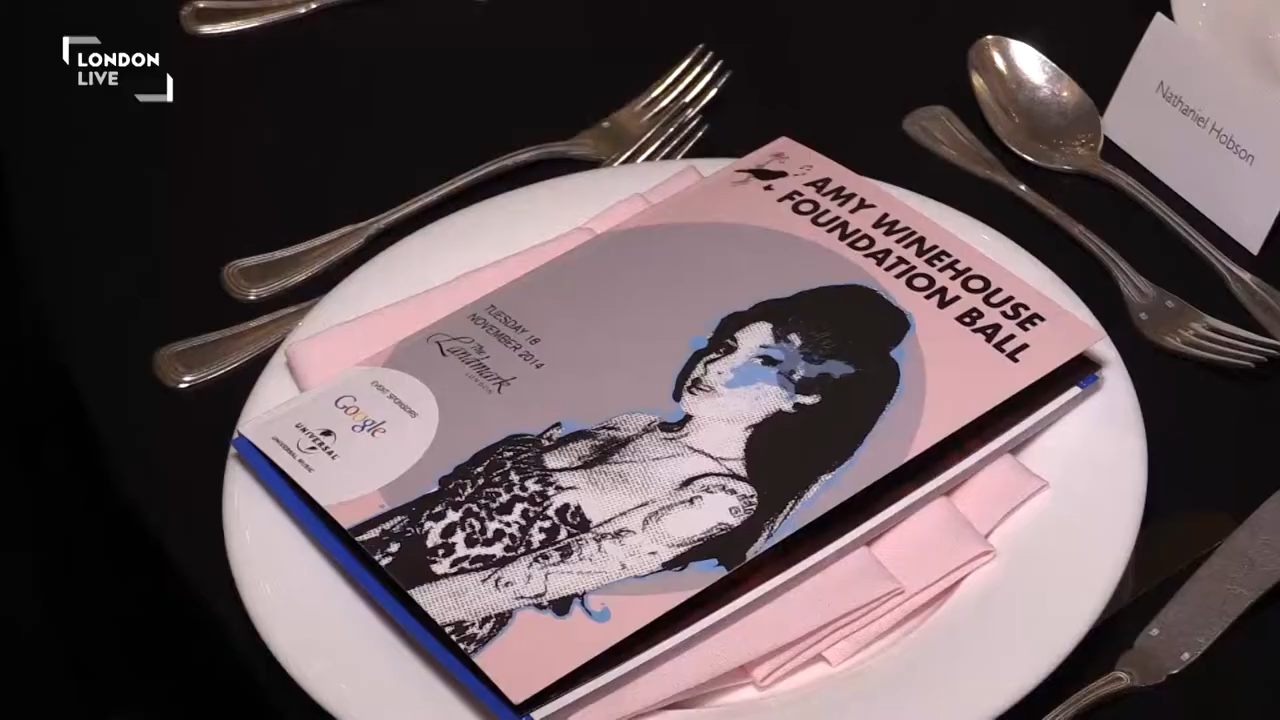 LONDON
LIVE
Nathaniel Hobson
AMY WINEHOUSE
FOUNDATION BALL
TUESDAY 18
NOVEMBER 2014
The
Landmark
LONDON
EVENT SPONSORS
Google
UNIVERSAL
UNIVERSAL MUSIC